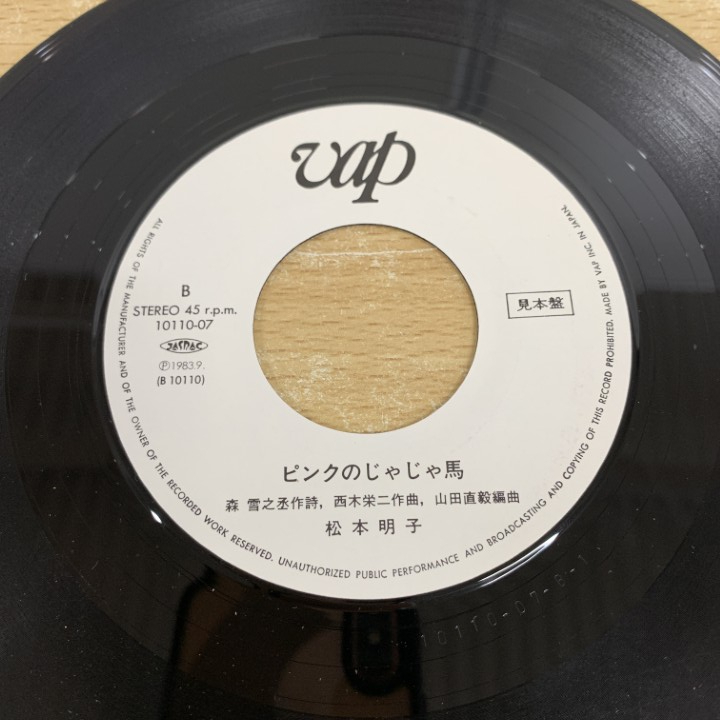 vap
B
STEREO 45 r.p.m.
10110-07
JASRAC
Ⓟ1983.9.
(B 10110)
見本盤
ピンクのじゃじゃ馬
森 雪之丞作詩, 西木栄二作曲, 山田直毅編曲
松本明子
ALL RIGHTS OF THE MANUFACTURER AND OF THE OWNER OF THE RECORDED WORK RESERVED. UNAUTHORIZED PUBLIC PERFORMANCE AND BROADCASTING AND COPYING OF THIS RECORD PROHIBITED. MADE BY VAP INC. IN JAPAN.